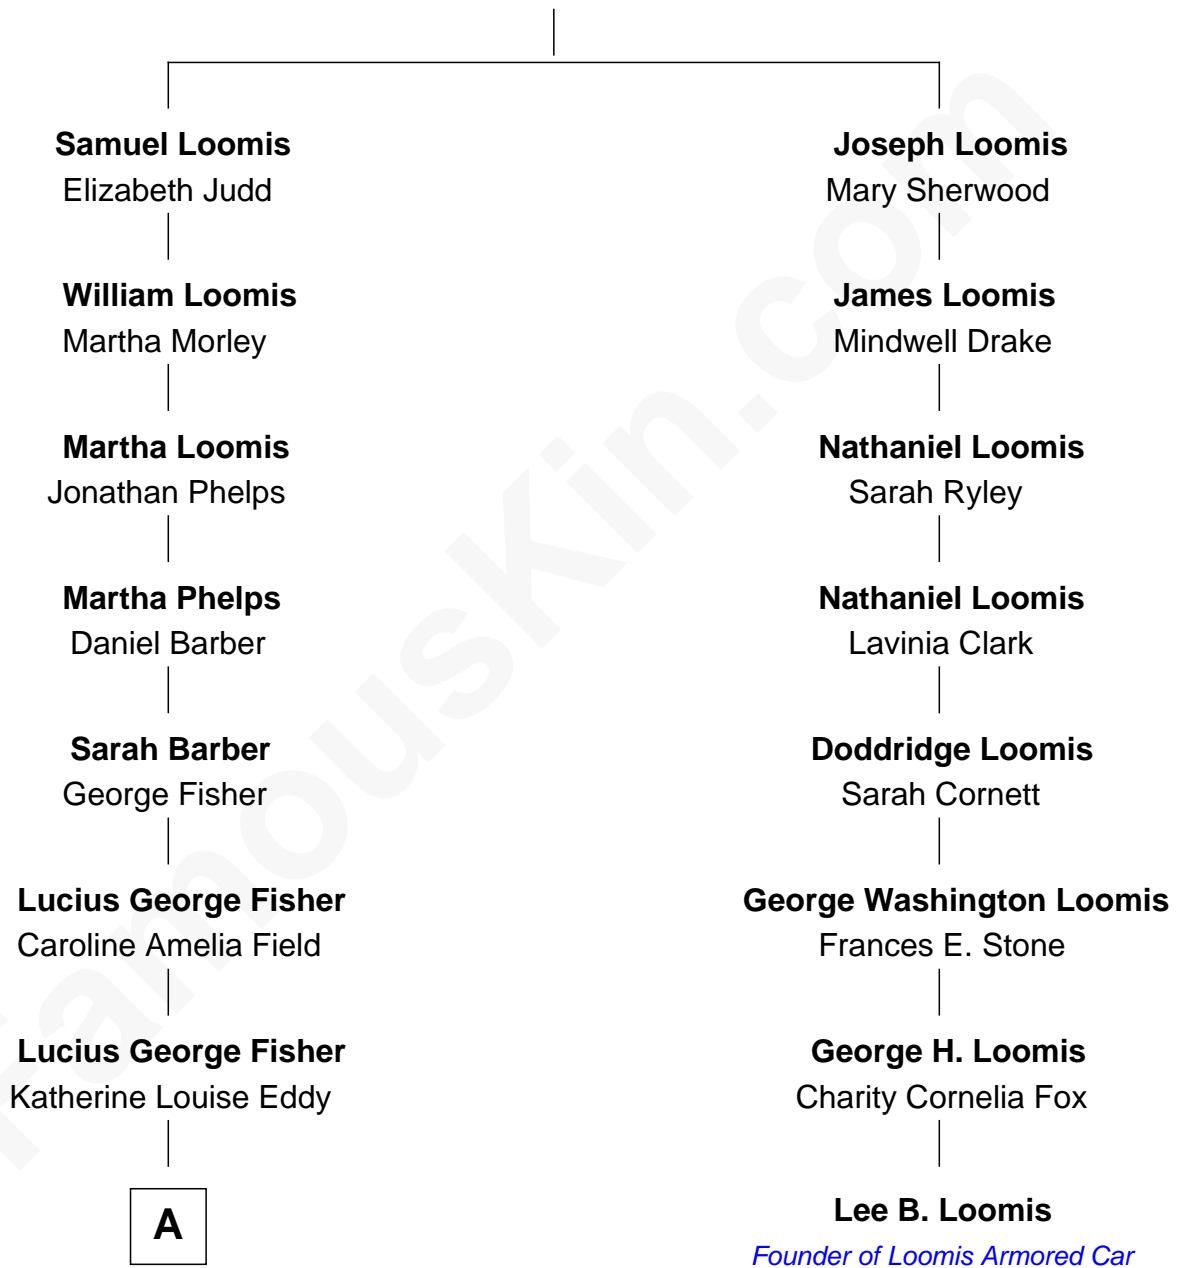 Samuel Loomis
Elizabeth Judd
William Loomis
Martha Morley
Martha Loomis
Jonathan Phelps
Martha Phelps
Daniel Barber
Sarah Barber
George Fisher
Lucius George Fisher
Caroline Amelia Field
Lucius George Fisher
Katherine Louise Eddy
A
Joseph Loomis
Mary Sherwood
James Loomis
Mindwell Drake
Nathaniel Loomis
Sarah Ryley
Nathaniel Loomis
Lavinia Clark
Doddridge Loomis
Sarah Cornett
George Washington Loomis
Frances E. Stone
George H. Loomis
Charity Cornelia Fox
Lee B. Loomis
Founder of Loomis Armored Car
FamousKin.com